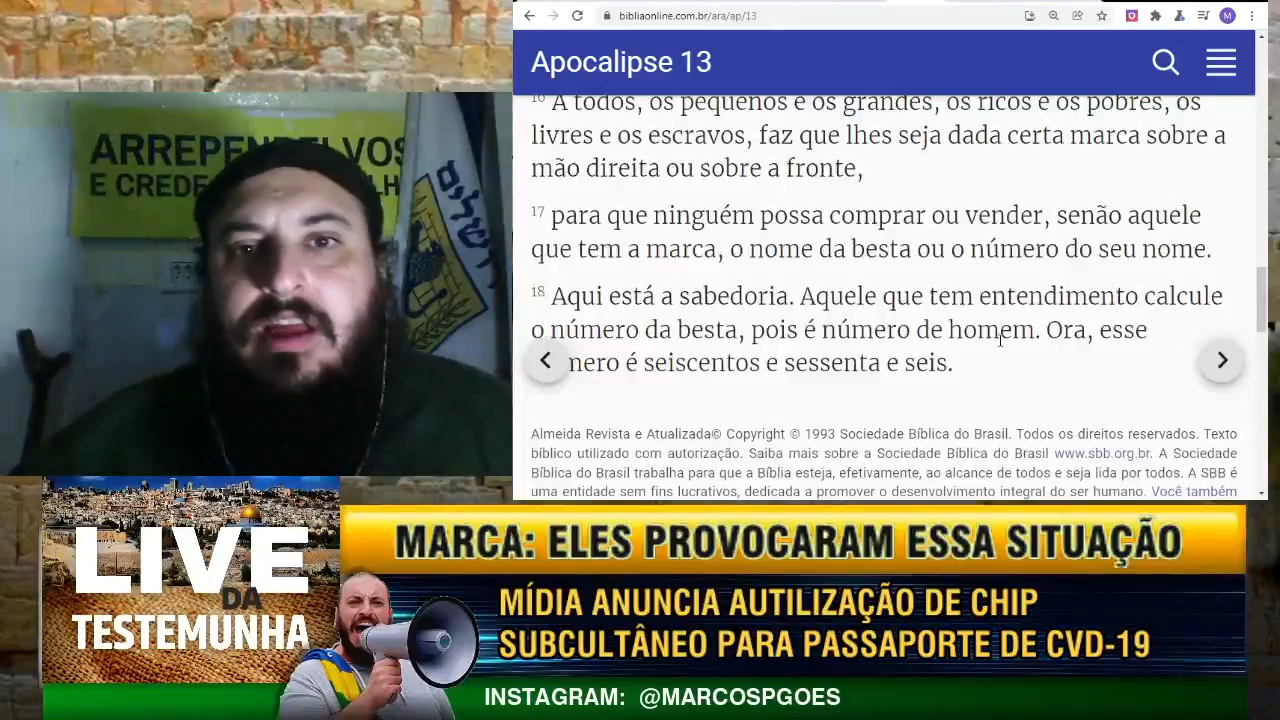 bibliaonline.com.br/ara/ap/13
M
Apocalipse 13
16 A todos, os pequenos e os grandes, os ricos e os pobres, os
livres e os escravos, faz que lhes seja dada certa marca sobre a
mão direita ou sobre a fronte,
17 para que ninguém possa comprar ou vender, senão aquele
que tem a marca, o nome da besta ou o número do seu nome.
18 Aqui está a sabedoria. Aquele que tem entendimento calcule
o número da besta, pois é número de homem. Ora, esse
mero é seiscentos e sessenta e seis.
Almeida Revista e Atualizada© Copyright © 1993 Sociedade Bíblica do Brasil. Todos os direitos reservados. Texto
bíblico utilizado com autorização. Saiba mais sobre a Sociedade Bíblica do Brasil www.sbb.org.br. A Sociedade
Bíblica do Brasil trabalha para que a Bíblia esteja, efetivamente, ao alcance de todos e seja lida por todos. A SBB é
uma entidade sem fins lucrativos, dedicada a promover o desenvolvimento integral do ser humano. Você também
ARREPENDEI-VOS
E CREDE
ירושלים
LIVE
DA
TESTEMUNHA
MARCA: ELES PROVOCARAM ESSA SITUAÇÃO
MÍDIA ANUNCIA AUTILIZAÇÃO DE CHIP
SUBCULTÂNEO PARA PASSAPORTE DE CVD-19
INSTAGRAM: @MARCOSPGOES